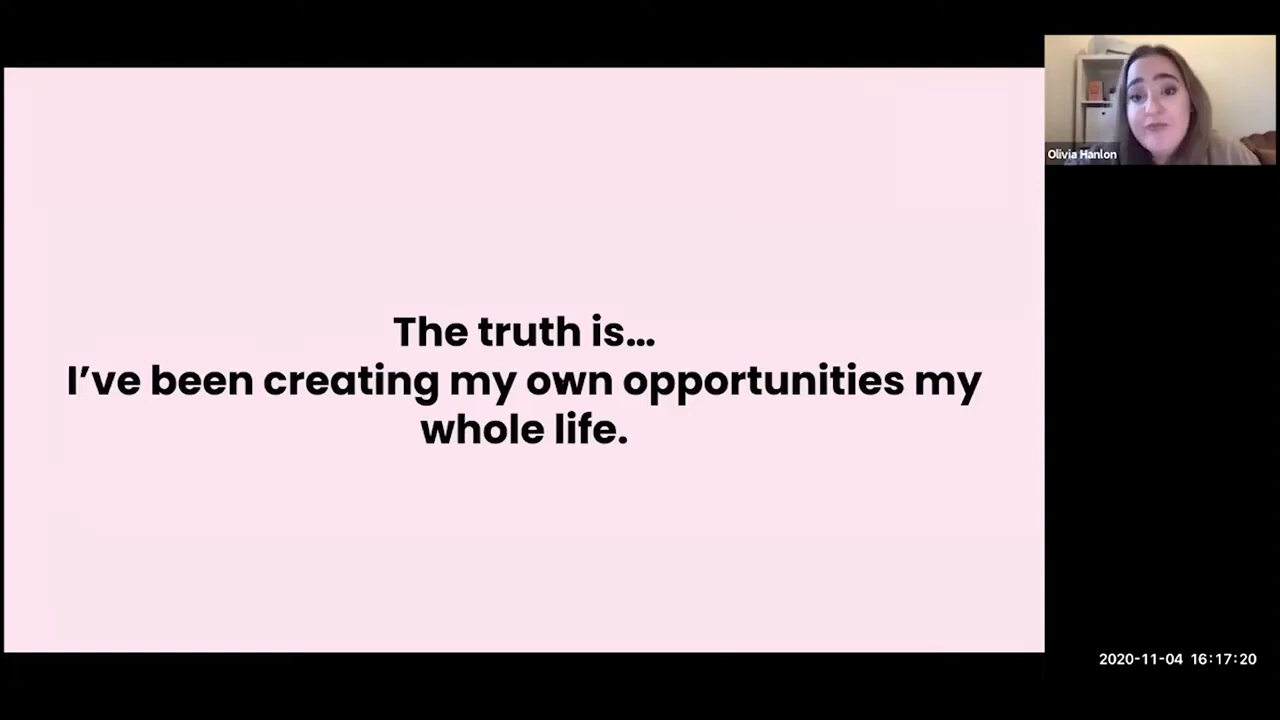 Olivia Hanlon
The truth is...
I’ve been creating my own opportunities my
whole life.
2020-11-04 16:17:20